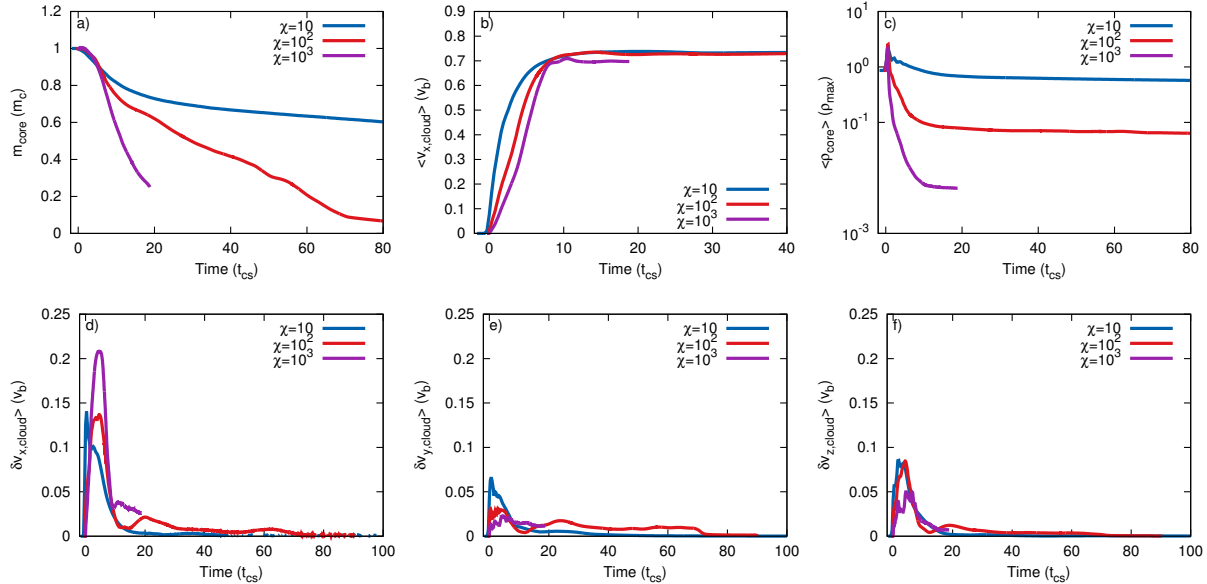 a)
χ=10
χ=10²
χ=10³
1.2
1
0.8
0.6
0.4
0.2
0
m_core (m_c)
0 20 40 60 80
Time (t_cs)
b)
0.9
0.8
0.7
0.6
0.5
0.4
0.3
0.2
0.1
0
<v_x,cloud> (v_b)
χ=10
χ=10²
χ=10³
0 10 20 30 40
Time (t_cs)
c)
χ=10
χ=10²
χ=10³
10¹
10⁰
10⁻¹
10⁻³
<ρ_core> (ρ_max)
0 20 40 60 80
Time (t_cs)
d)
χ=10
χ=10²
χ=10³
0.25
0.2
0.15
0.1
0.05
0
δv_x,cloud> (v_b)
0 20 40 60 80 100
Time (t_cs)
e)
χ=10
χ=10²
χ=10³
0.25
0.2
0.15
0.1
0.05
0
δv_y,cloud> (v_b)
0 20 40 60 80 100
Time (t_cs)
f)
χ=10
χ=10²
χ=10³
0.25
0.2
0.15
0.1
0.05
0
δv_z,cloud> (v_b)
0 20 40 60 80 100
Time (t_cs)